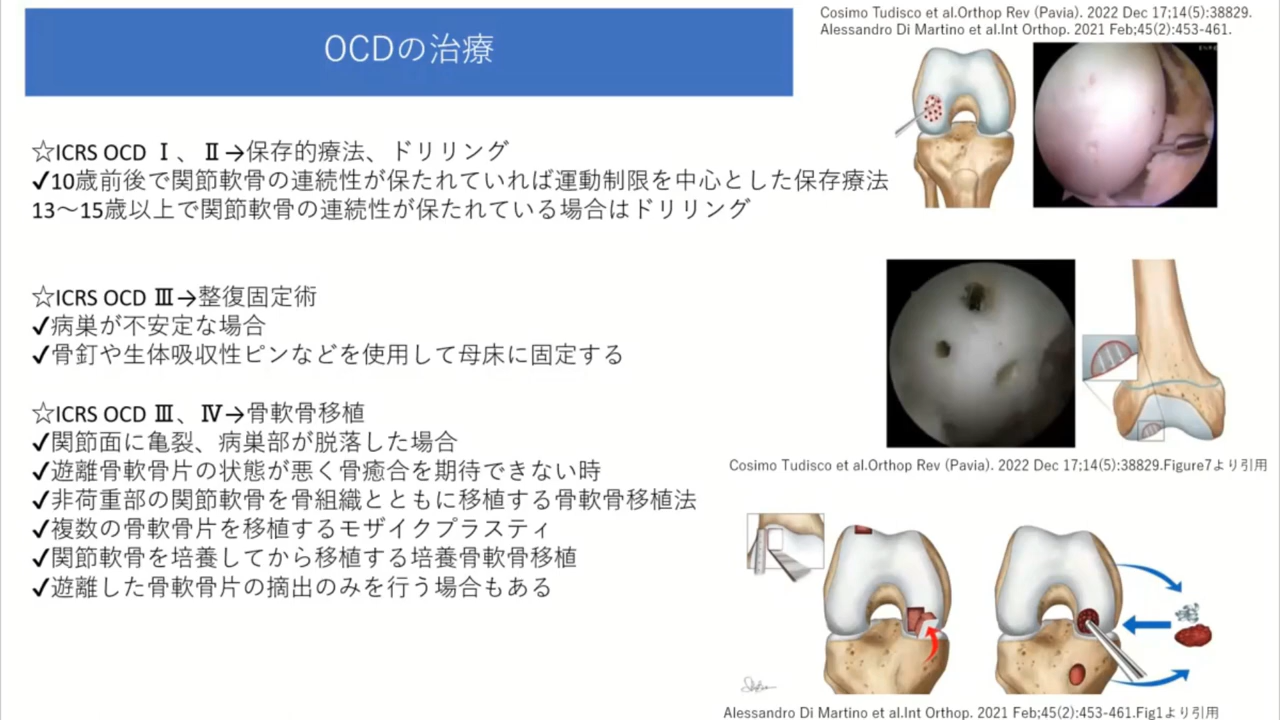 Cosimo Tudisco et al.Orthop Rev (Pavia). 2022 Dec 17;14(5):38829.
Alessandro Di Martino et al.Int Orthop. 2021 Feb;45(2):453-461.
OCDの治療
☆ICRS OCD Ⅰ、Ⅱ→保存的療法、ドリリング
✓10歳前後で関節軟骨の連続性が保たれていれば運動制限を中心とした保存療法
13～15歳以上で関節軟骨の連続性が保たれている場合はドリリング
☆ICRS OCD Ⅲ→整復固定術
✓病巣が不安定な場合
✓骨釘や生体吸収性ピンなどを使用して母床に固定する
☆ICRS OCD Ⅲ、Ⅳ→骨軟骨移植
✓関節面に亀裂、病巣部が脱落した場合
✓遊離骨軟骨片の状態が悪く骨癒合を期待できない時
✓非荷重部の関節軟骨を骨組織とともに移植する骨軟骨移植法
✓複数の骨軟骨片を移植するモザイクプラスティ
✓関節軟骨を培養してから移植する培養骨軟骨移植
✓遊離した骨軟骨片の摘出のみを行う場合もある
Cosimo Tudisco et al.Orthop Rev (Pavia). 2022 Dec 17;14(5):38829.Figure7より引用
Alessandro Di Martino et al.Int Orthop. 2021 Feb;45(2):453-461.Fig1より引用